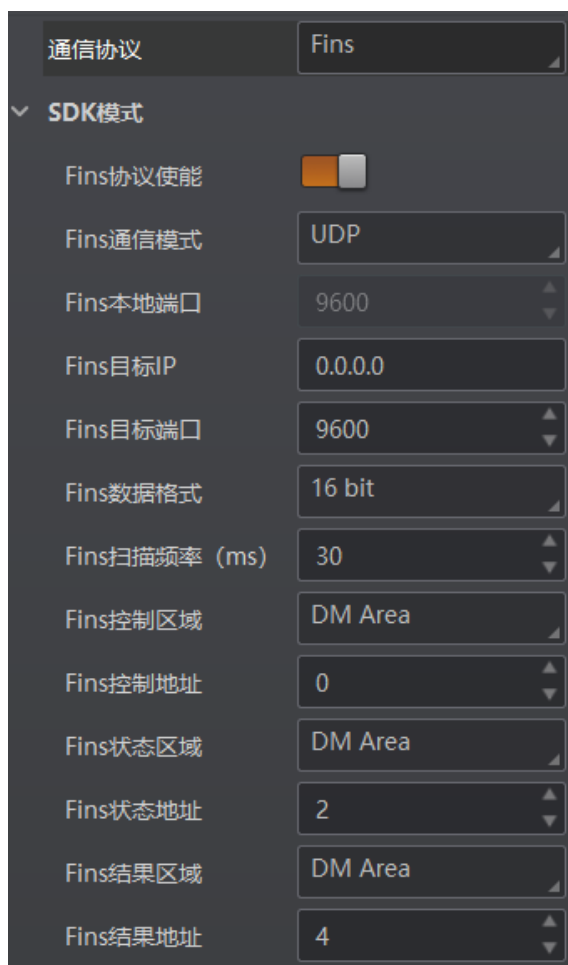 通信协议 Fins
SDK模式
Fins协议使能
Fins通信模式 UDP
Fins本地端口 9600
Fins目标IP 0.0.0.0
Fins目标端口 9600
Fins数据格式 16 bit
Fins扫描频率（ms） 30
Fins控制区域 DM Area
Fins控制地址 0
Fins状态区域 DM Area
Fins状态地址 2
Fins结果区域 DM Area
Fins结果地址 4